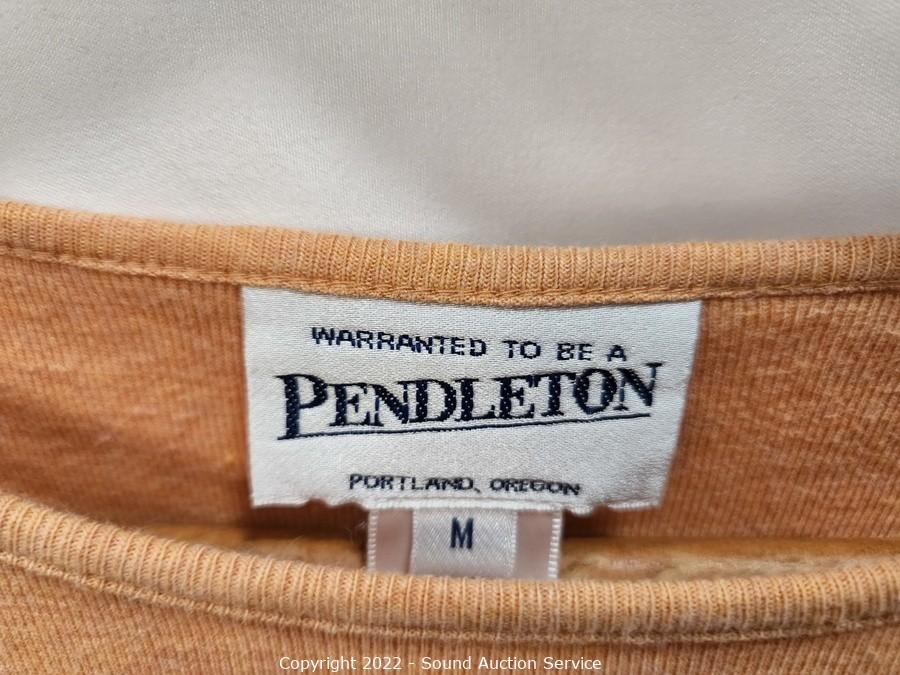 WARRANTED TO BE A
PENDLETON
PORTLAND, OREGON
M
Copyright 2022 - Sound Auction Service